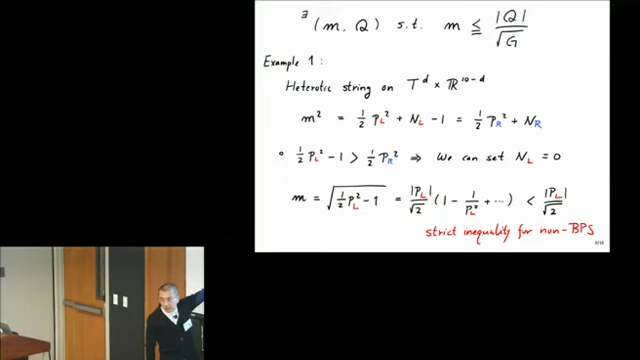 ∃ (m, Q) s.t. m ≤ |Q| / √G
Example 1 :
Heterotic string on T^d × ℝ^{10-d}
m² = ½ P_L² + N_L - 1 = ½ P_R² + N_R
° ½ P_L² - 1 > ½ P_R² ⇒ We can set N_L = 0
m = √(½ P_L² - 1) = |P_L|/√2 (1 - 1/P_L² + ···) < |P_L|/√2
strict inequality for non-BPS